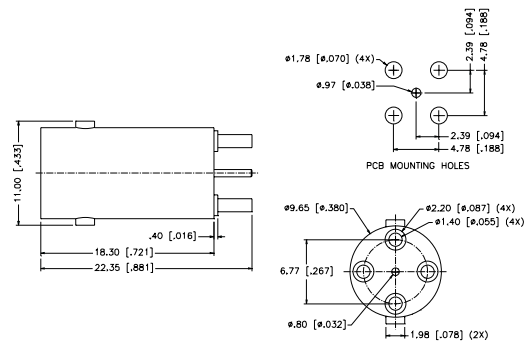 ø1.78 [ø.070] (4X)
ø.97 [ø.038]
2.39 [.094]
4.78 [.188]
2.39 [.094]
4.78 [.188]
PCB MOUNTING HOLES
11.00 [.433]
.40 [.016]
18.30 [.721]
22.35 [.881]
ø9.65 [ø.380]
ø2.20 [ø.087] (4X)
ø1.40 [ø.055] (4X)
6.77 [.267]
ø.80 [ø.032]
1.98 [.078] (2X)